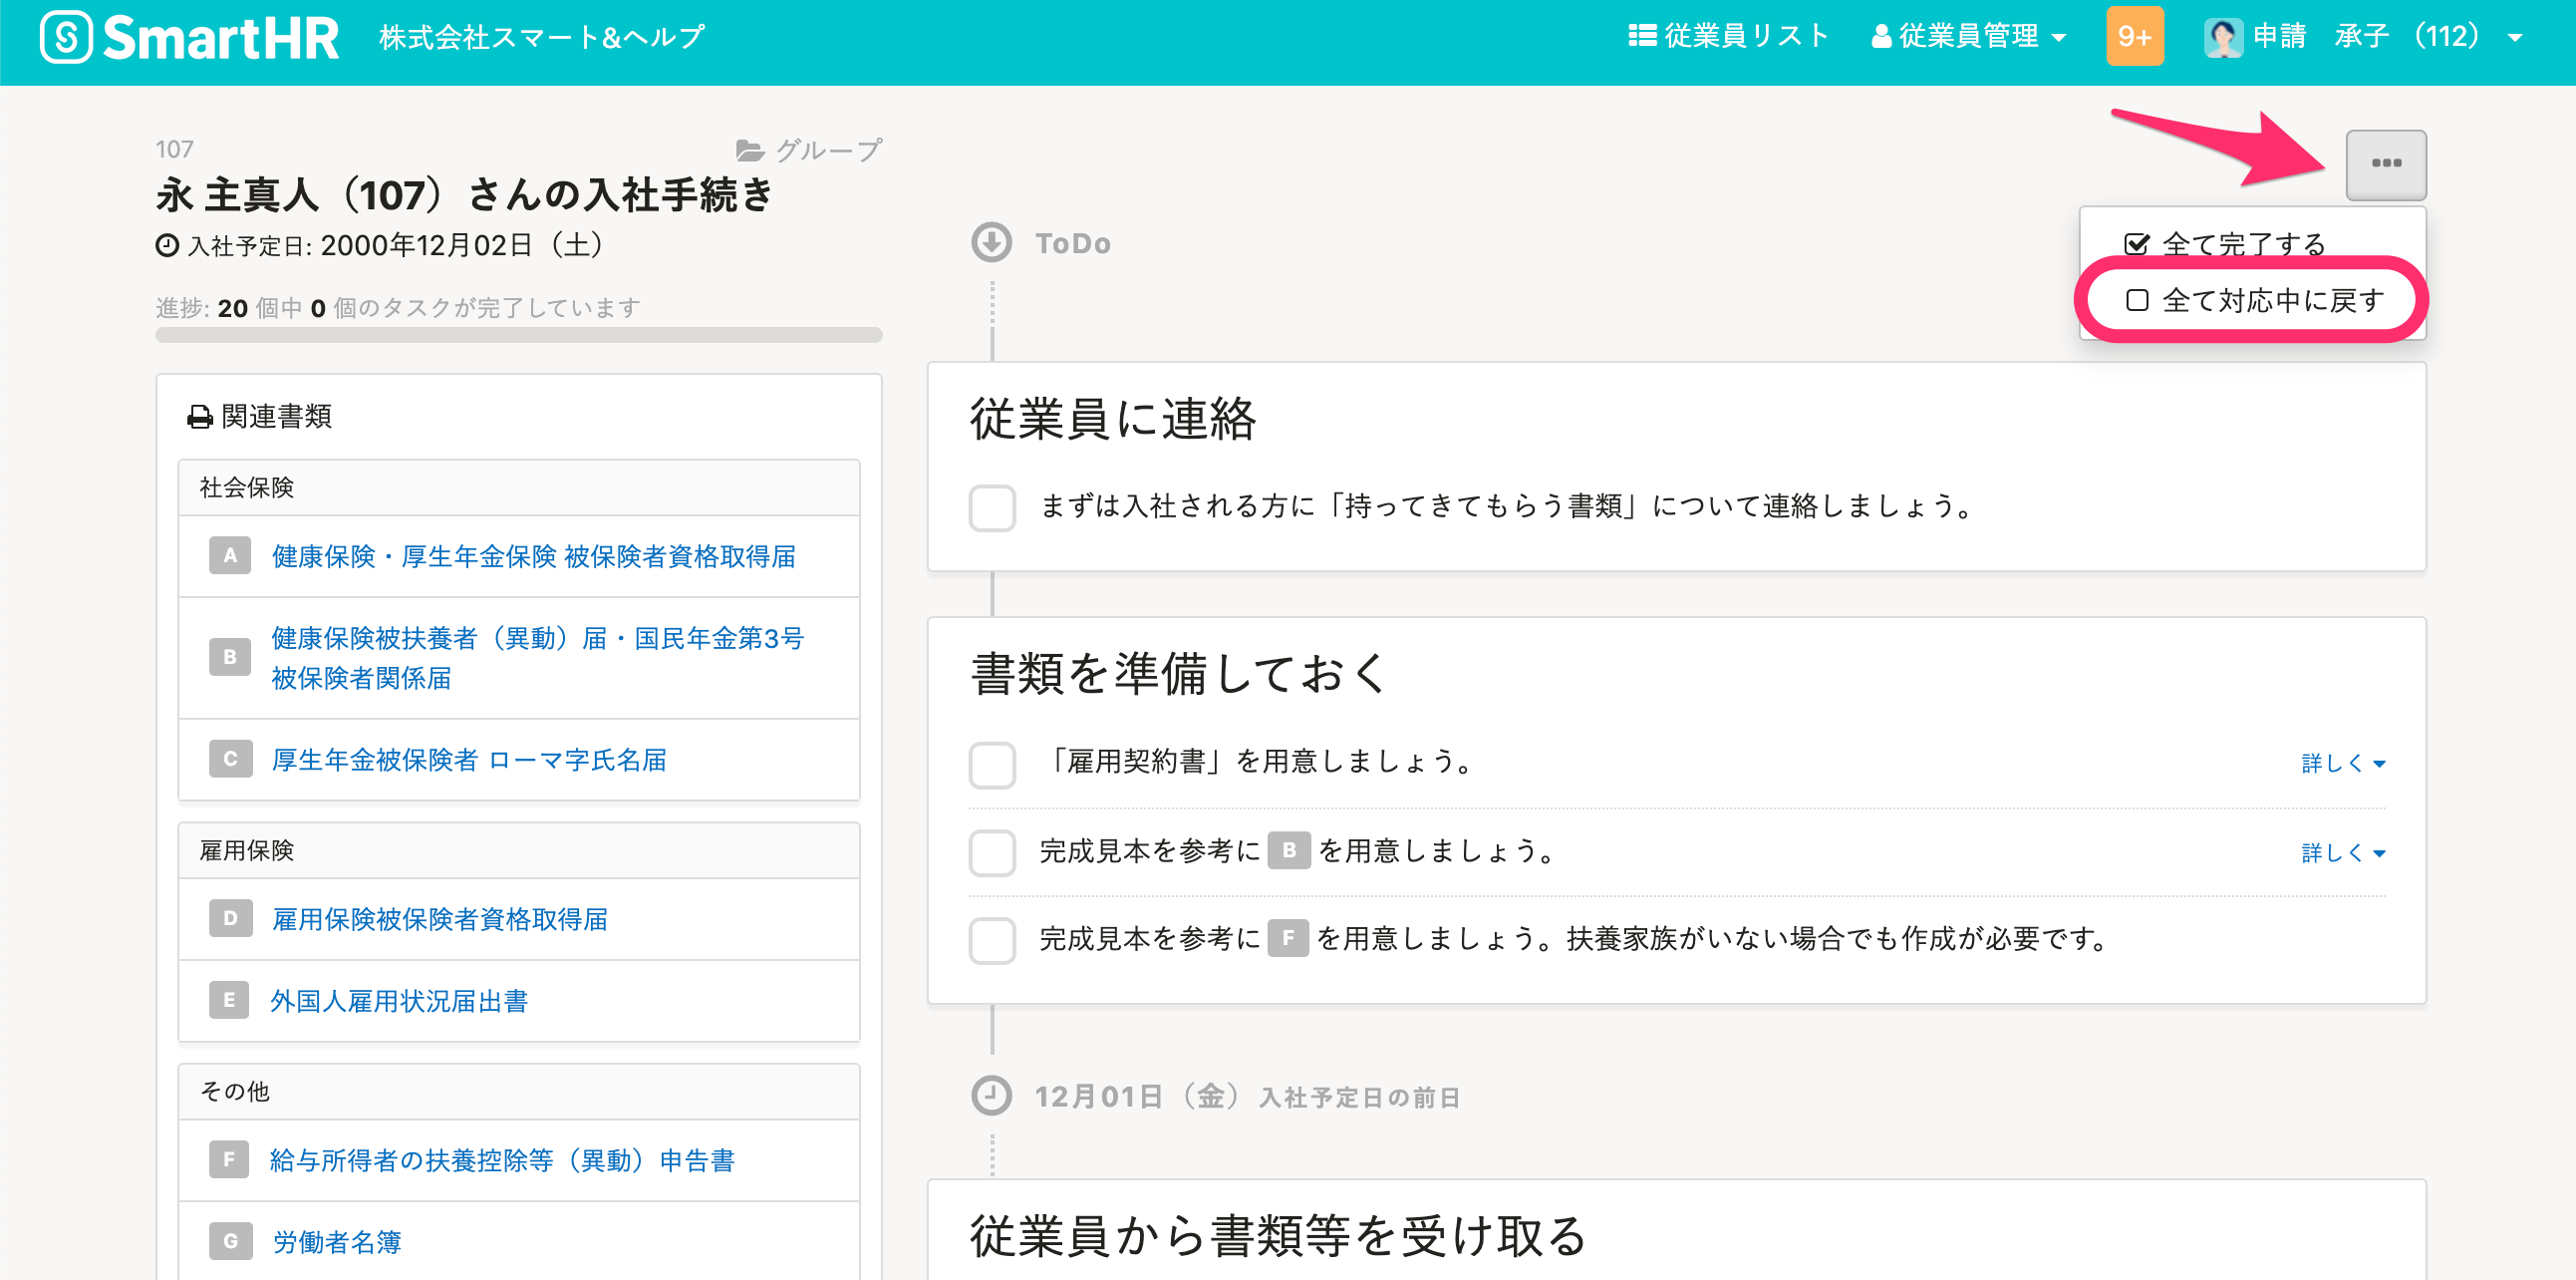 SmartHR 株式会社スマート&ヘルプ
従業員リスト 従業員管理 9+ 申請 承子 （112）
107
グループ
永 主真人（107）さんの入社手続き
入社予定日: 2000年12月02日（土）
進捗: 20 個中 0 個のタスクが完了しています
関連書類
社会保険
A 健康保険・厚生年金保険 被保険者資格取得届
B 健康保険被扶養者（異動）届・国民年金第3号
被保険者関係届
C 厚生年金被保険者 ローマ字氏名届
雇用保険
D 雇用保険被保険者資格取得届
E 外国人雇用状況届出書
その他
F 給与所得者の扶養控除等（異動）申告書
G 労働者名簿
全て完了する
全て対応中に戻す
ToDo
従業員に連絡
まずは入社される方に「持ってきてもらう書類」について連絡しましょう。
書類を準備しておく
「雇用契約書」を用意しましょう。 詳しく
完成見本を参考に B を用意しましょう。 詳しく
完成見本を参考に F を用意しましょう。扶養家族がいない場合でも作成が必要です。
12月01日（金） 入社予定日の前日
従業員から書類等を受け取る